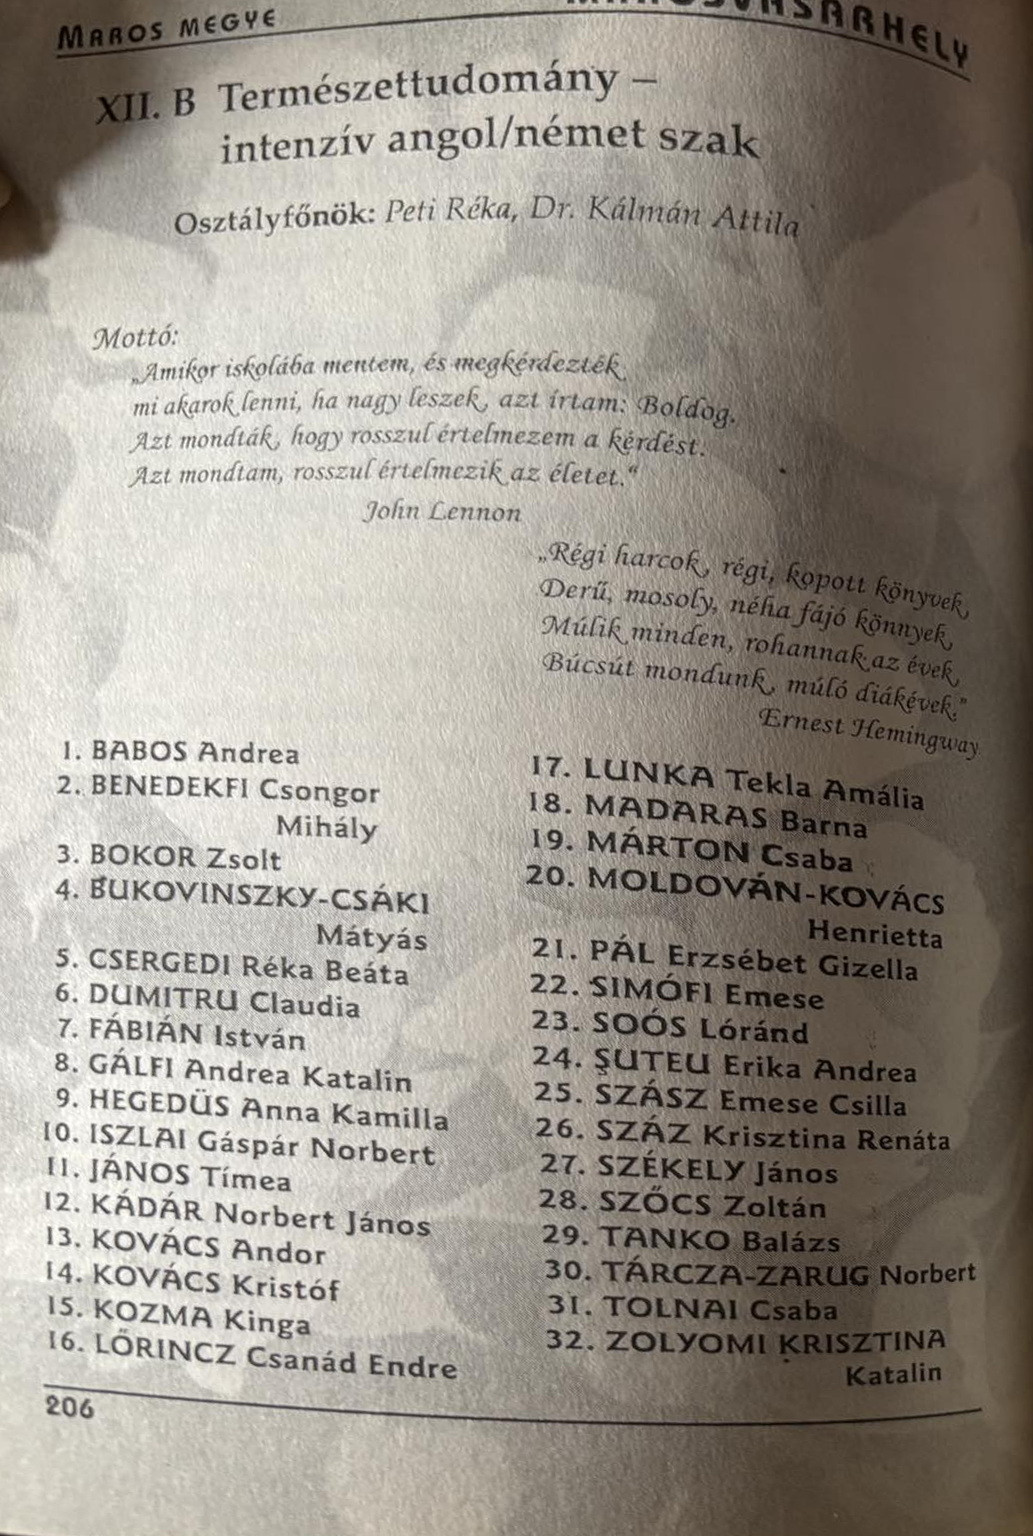 MAROS MEGYE
MAROSVÁSÁRHELY
XII. B Természettudomány –
intenzív angol/német szak
Osztályfőnök: Peti Réka, Dr. Kálmán Attila
Mottó:
„Amikor iskolába mentem, és megkérdezték,
mi akarok lenni, ha nagy leszek, azt írtam: Boldog.
Azt mondták, hogy rosszul értelmezem a kérdést.
Azt mondtam, rosszul értelmezik az életet.“
John Lennon
„Régi harcok, régi, kopott könyvek,
Derű, mosoly, néha fájó könnyek,
Múlik minden, rohannak az évek,
Búcsút mondunk, múló diákévek.”
Ernest Hemingway
1. BABOS Andrea
2. BENEDEKFI Csongor
Mihály
3. BOKOR Zsolt
4. BUKOVINSZKY-CSÁKI
Mátyás
5. CSERGEDI Réka Beáta
6. DUMITRU Claudia
7. FÁBIÁN István
8. GÁLFI Andrea Katalin
9. HEGEDÜS Anna Kamilla
10. ISZLAI Gáspár Norbert
11. JÁNOS Tímea
12. KÁDÁR Norbert János
13. KOVÁCS Andor
14. KOVÁCS Kristóf
15. KOZMA Kinga
16. LŐRINCZ Csanád Endre
17. LUNKA Tekla Amália
18. MADARAS Barna
19. MÁRTON Csaba
20. MOLDOVÁN-KOVÁCS
Henrietta
21. PÁL Erzsébet Gizella
22. SIMÓFI Emese
23. SOÓS Lóránd
24. ŞUTEU Erika Andrea
25. SZÁSZ Emese Csilla
26. SZÁZ Krisztina Renáta
27. SZÉKELY János
28. SZŐCS Zoltán
29. TANKO Balázs
30. TÁRCZA-ZARUG Norbert
31. TOLNAI Csaba
32. ZOLYOMI KRISZTINA
Katalin
206